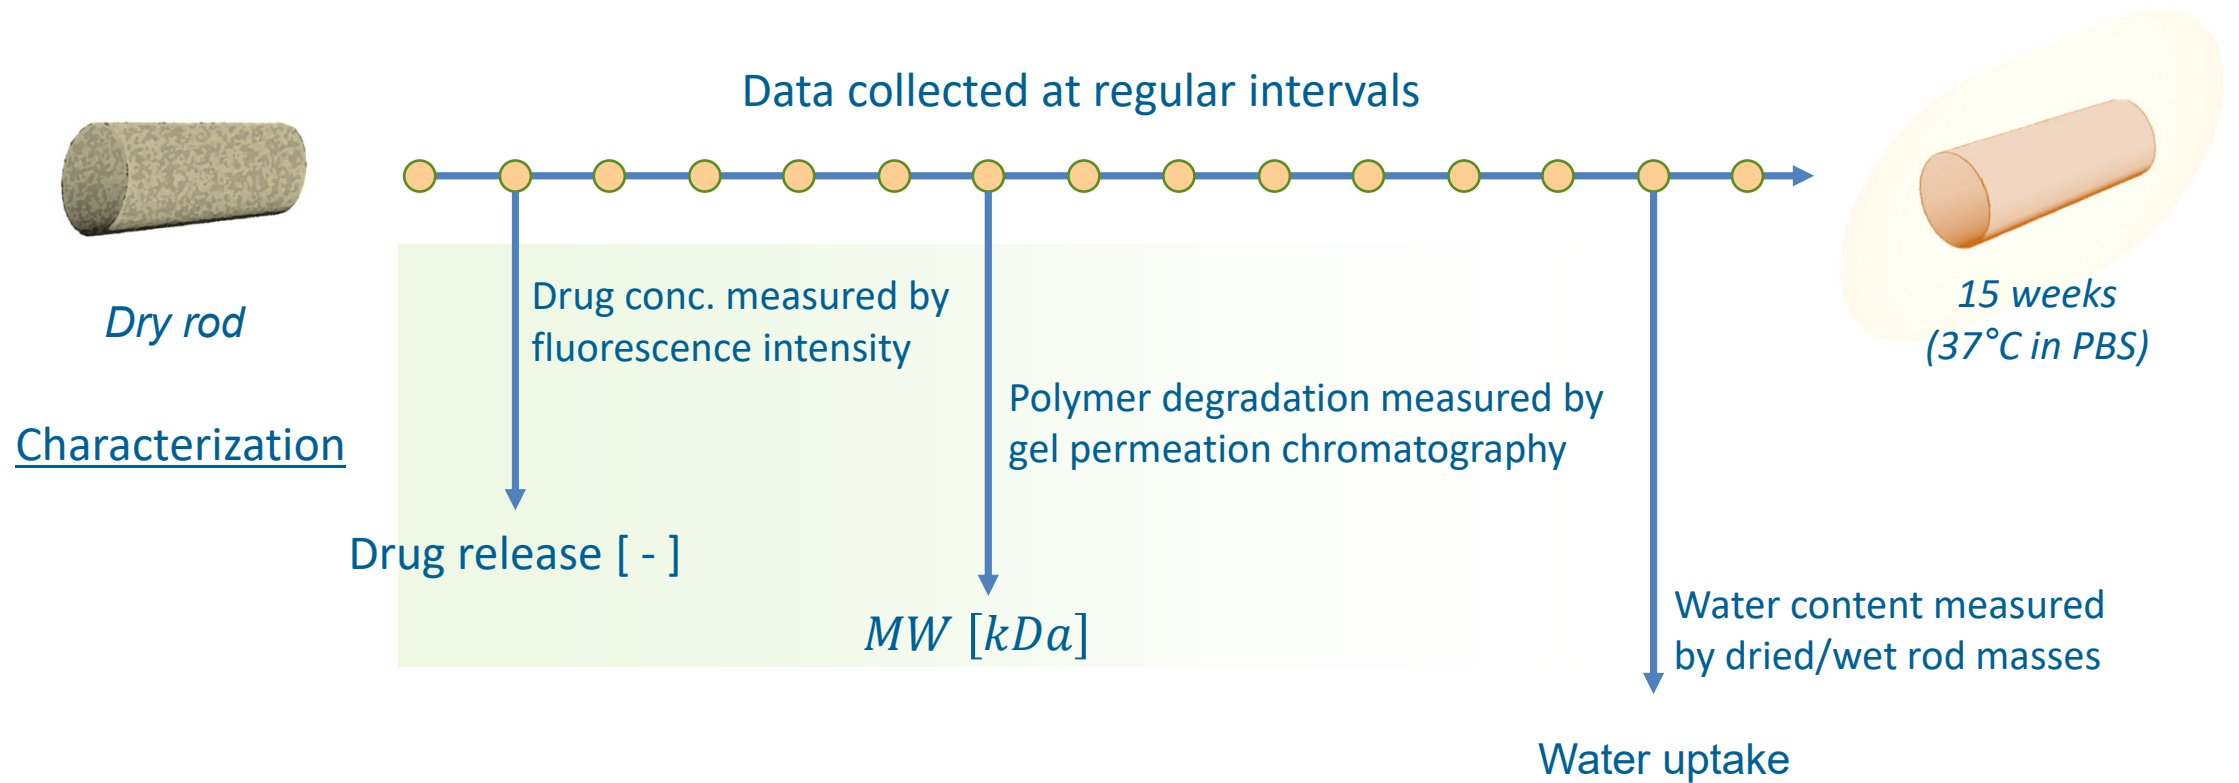 Data collected at regular intervals
Dry rod
15 weeks
(37°C in PBS)
Characterization
Drug conc. measured by
fluorescence intensity
Drug release [ - ]
Polymer degradation measured by
gel permeation chromatography
MW [kDa]
Water content measured
by dried/wet rod masses
Water uptake